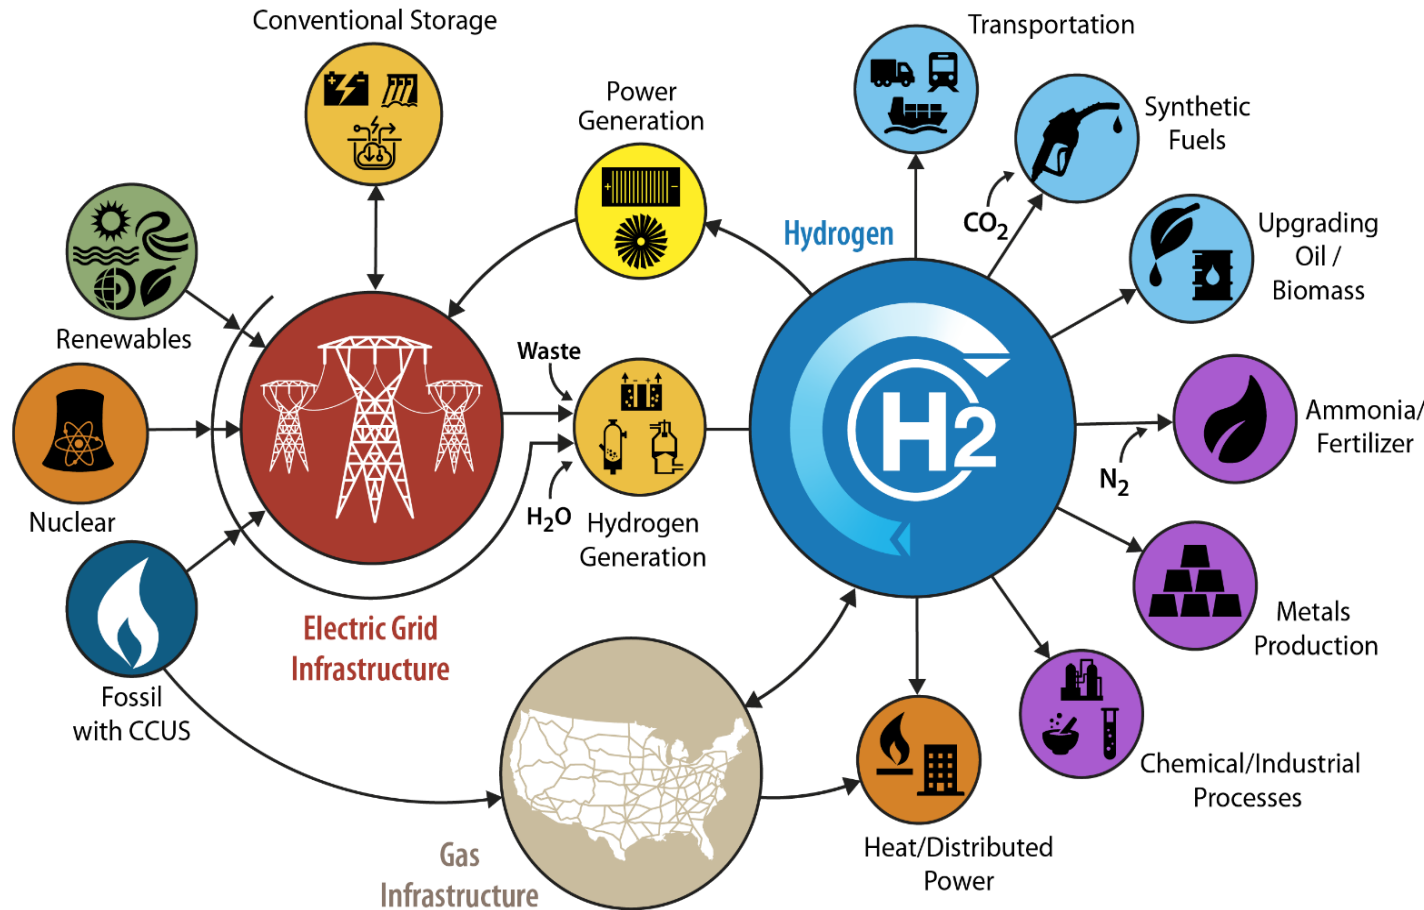 Conventional Storage
Transportation
Power
Generation
Synthetic
Fuels
CO2
Hydrogen
Upgrading
Oil /
Biomass
Renewables
Waste
H2
Ammonia/
Fertilizer
N2
Nuclear
H2O
Hydrogen
Generation
Electric Grid
Infrastructure
Metals
Production
Fossil
with CCUS
Chemical/Industrial
Processes
Gas
Infrastructure
Heat/Distributed
Power